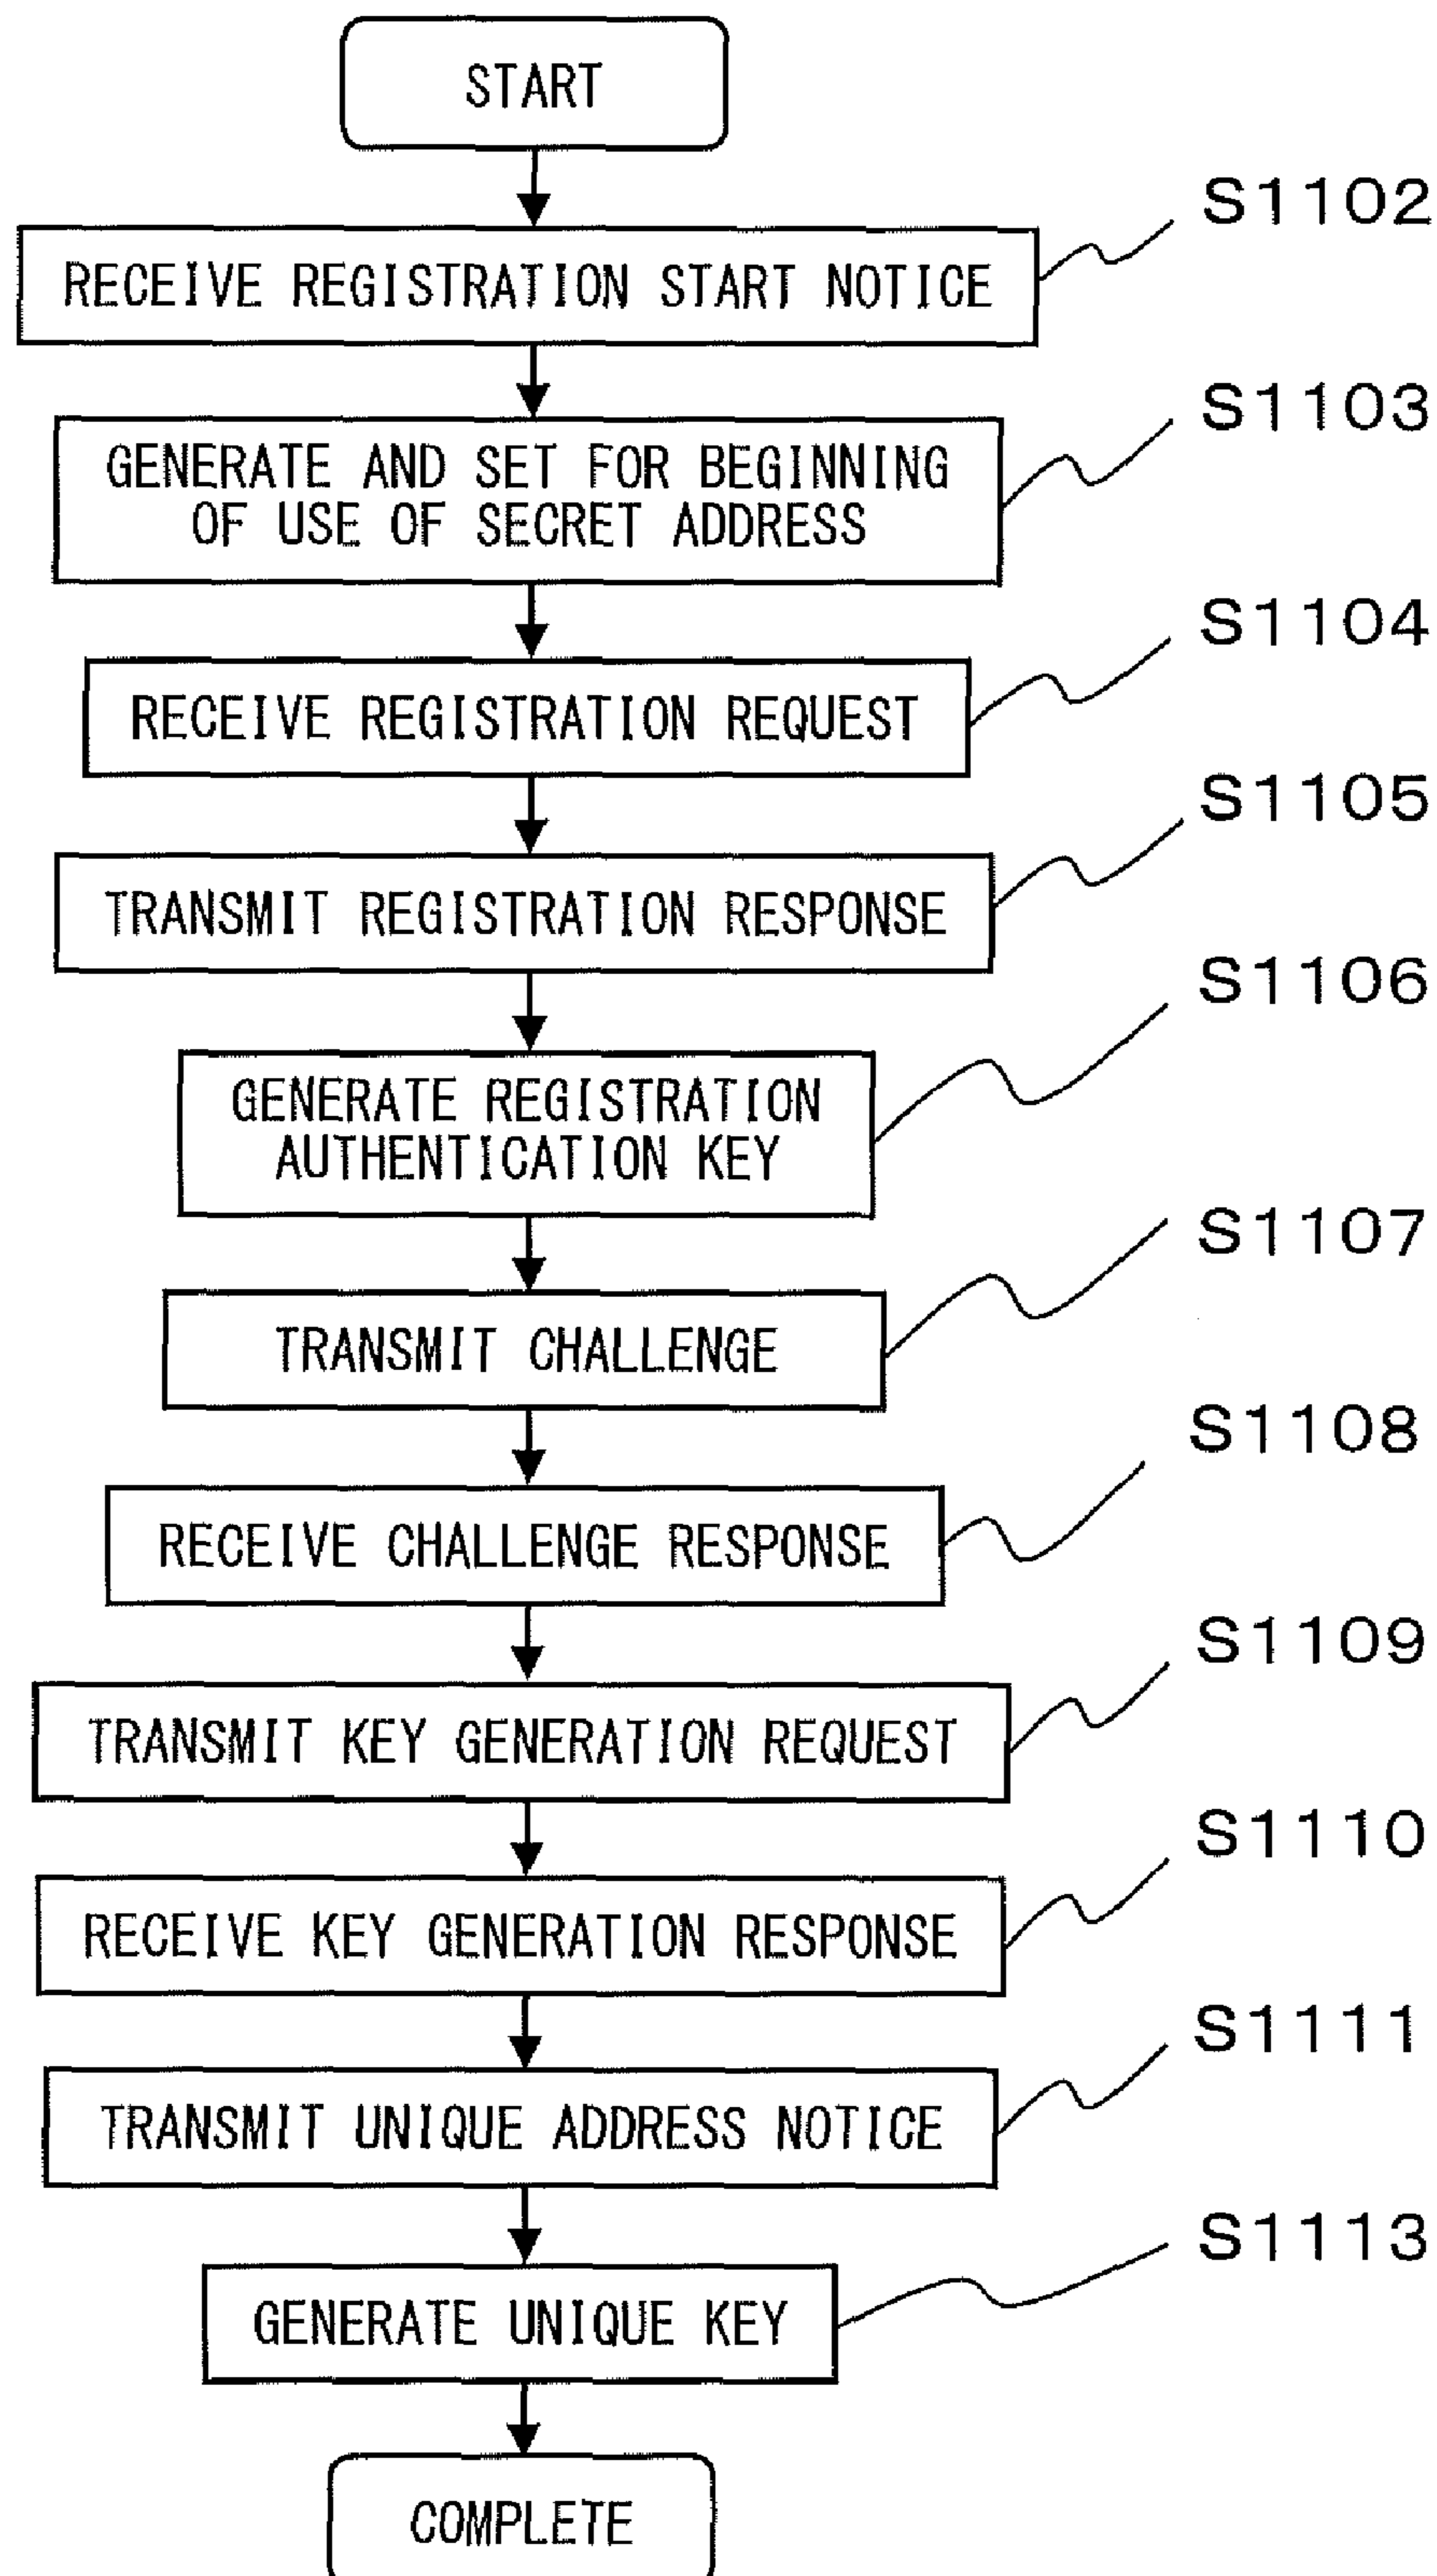 START
S1102
RECEIVE REGISTRATION START NOTICE
S1103
GENERATE AND SET FOR BEGINNING
OF USE OF SECRET ADDRESS
S1104
RECEIVE REGISTRATION REQUEST
S1105
TRANSMIT REGISTRATION RESPONSE
S1106
GENERATE REGISTRATION
AUTHENTICATION KEY
S1107
TRANSMIT CHALLENGE
S1108
RECEIVE CHALLENGE RESPONSE
S1109
TRANSMIT KEY GENERATION REQUEST
S1110
RECEIVE KEY GENERATION RESPONSE
S1111
TRANSMIT UNIQUE ADDRESS NOTICE
S1113
GENERATE UNIQUE KEY
COMPLETE